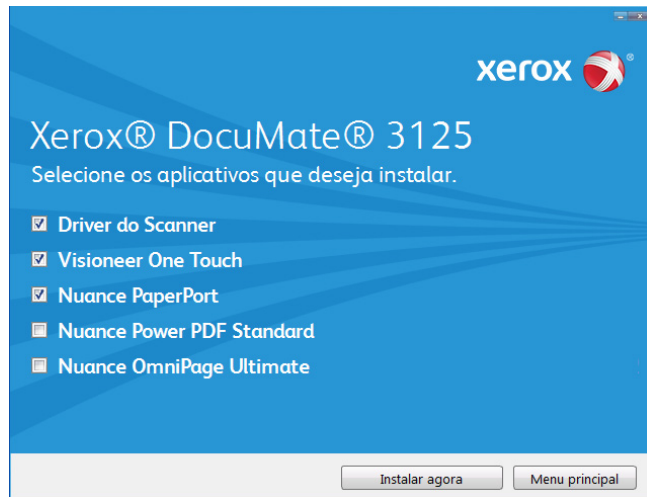 xerox®
Xerox® DocuMate® 3125
Selecione os aplicativos que deseja instalar.
Driver do Scanner
Visioneer One Touch
Nuance PaperPort
Nuance Power PDF Standard
Nuance OmniPage Ultimate
Instalar agora Menu principal